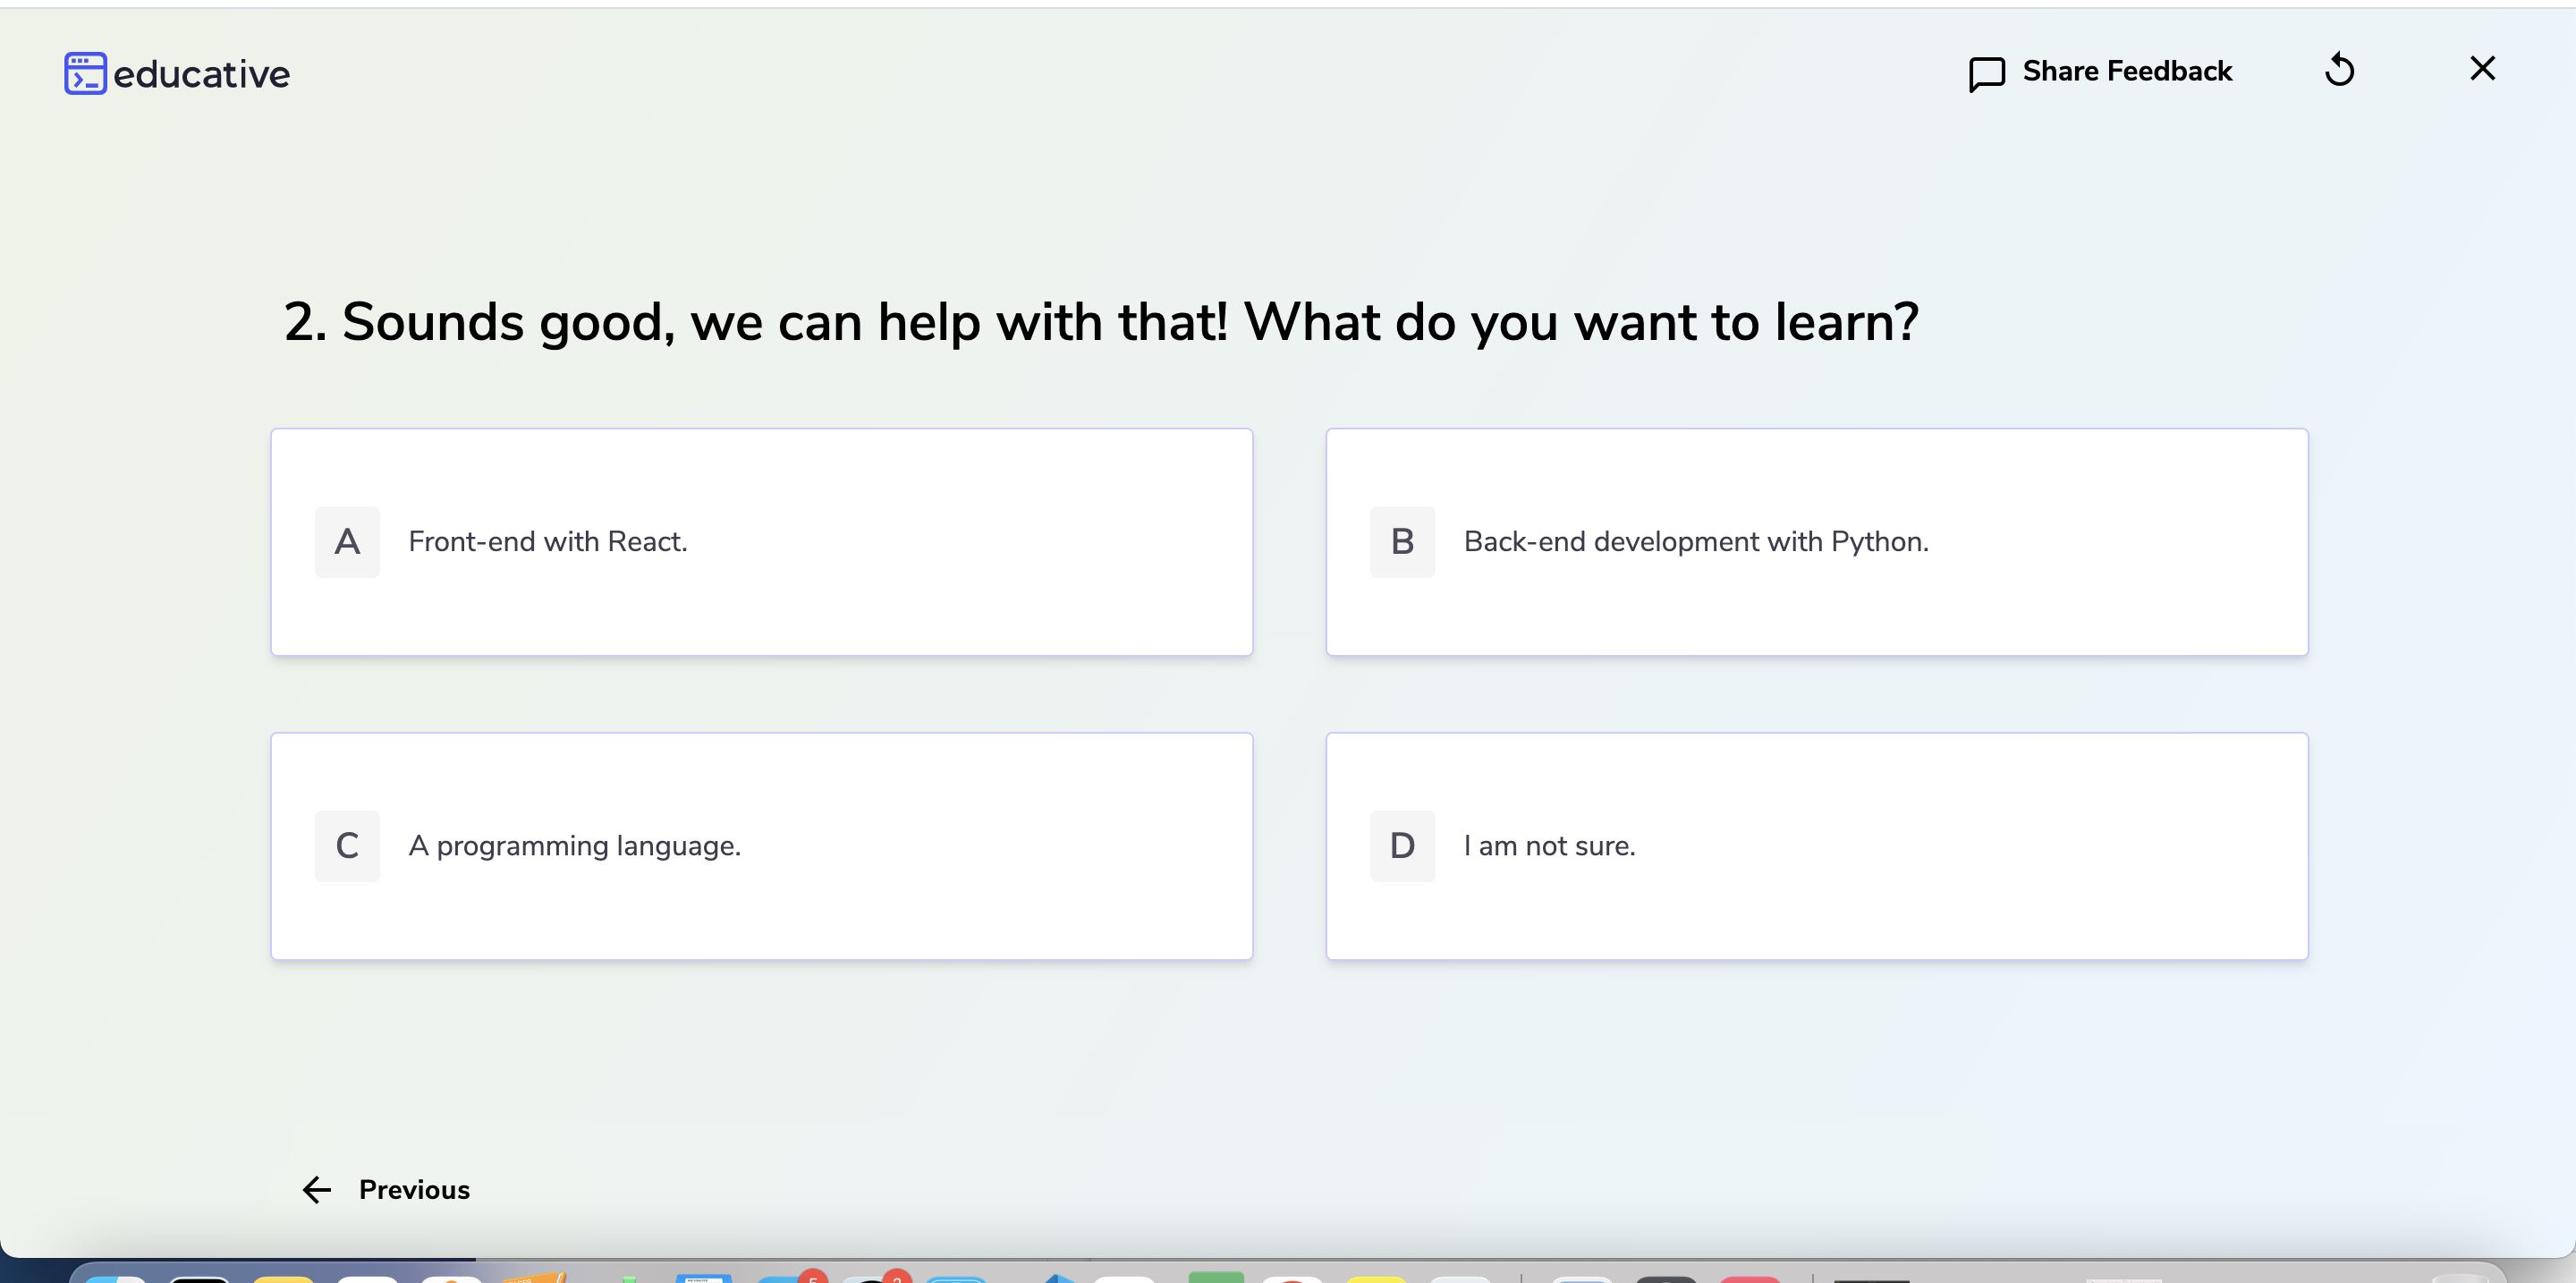 educative
Share Feedback
2. Sounds good, we can help with that! What do you want to learn?
A Front-end with React.
B Back-end development with Python.
C A programming language.
D I am not sure.
Previous